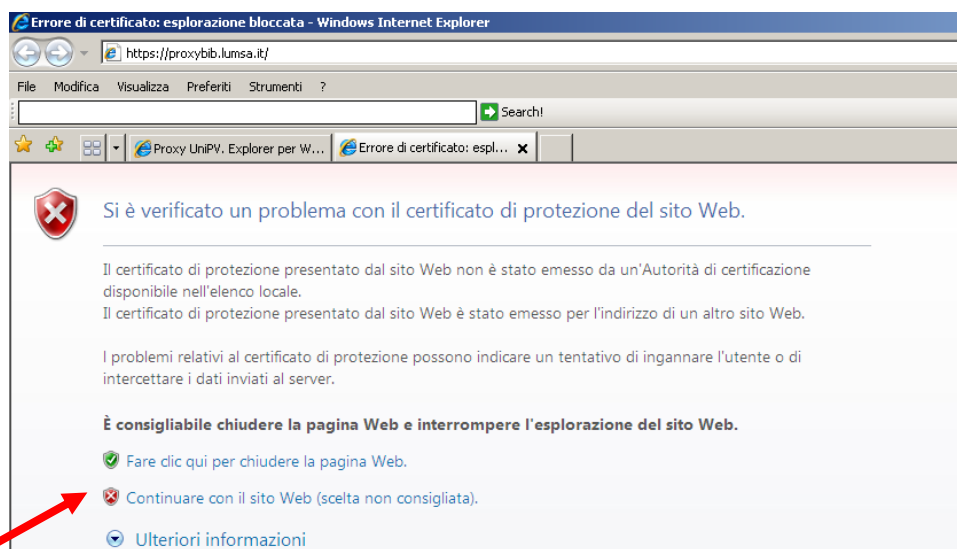 Errore di certificato: esplorazione bloccata - Windows Internet Explorer
https://proxybib.lumsa.it/
File Modifica Visualizza Preferiti Strumenti ?
Search!
Proxy UniPV. Explorer per W... Errore di certificato: espl...
Si è verificato un problema con il certificato di protezione del sito Web.
Il certificato di protezione presentato dal sito Web non è stato emesso da un'Autorità di certificazione
disponibile nell'elenco locale.
Il certificato di protezione presentato dal sito Web è stato emesso per l'indirizzo di un altro sito Web.
I problemi relativi al certificato di protezione possono indicare un tentativo di ingannare l'utente o di
intercettare i dati inviati al server.
È consigliabile chiudere la pagina Web e interrompere l'esplorazione del sito Web.
Fare clic qui per chiudere la pagina Web.
Continuare con il sito Web (scelta non consigliata).
Ulteriori informazioni